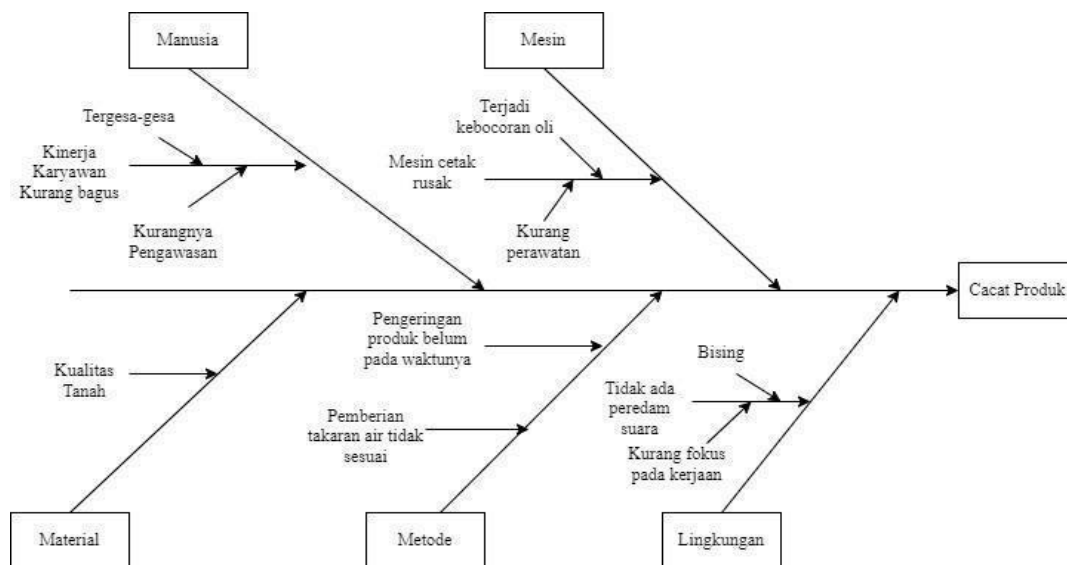 Manusia
Mesin
Tergesa-gesa
Kinerja
Karyawan
Kurang bagus
Kurangnya
Pengawasan
Terjadi
kebocoran oli
Mesin cetak
rusak
Kurang
perawatan
Cacat Produk
Kualitas
Tanah
Pengeringan
produk belum
pada waktunya
Pemberian
takaran air tidak
sesuai
Bising
Tidak ada
peredam
suara
Kurang fokus
pada kerjaan
Material
Metode
Lingkungan